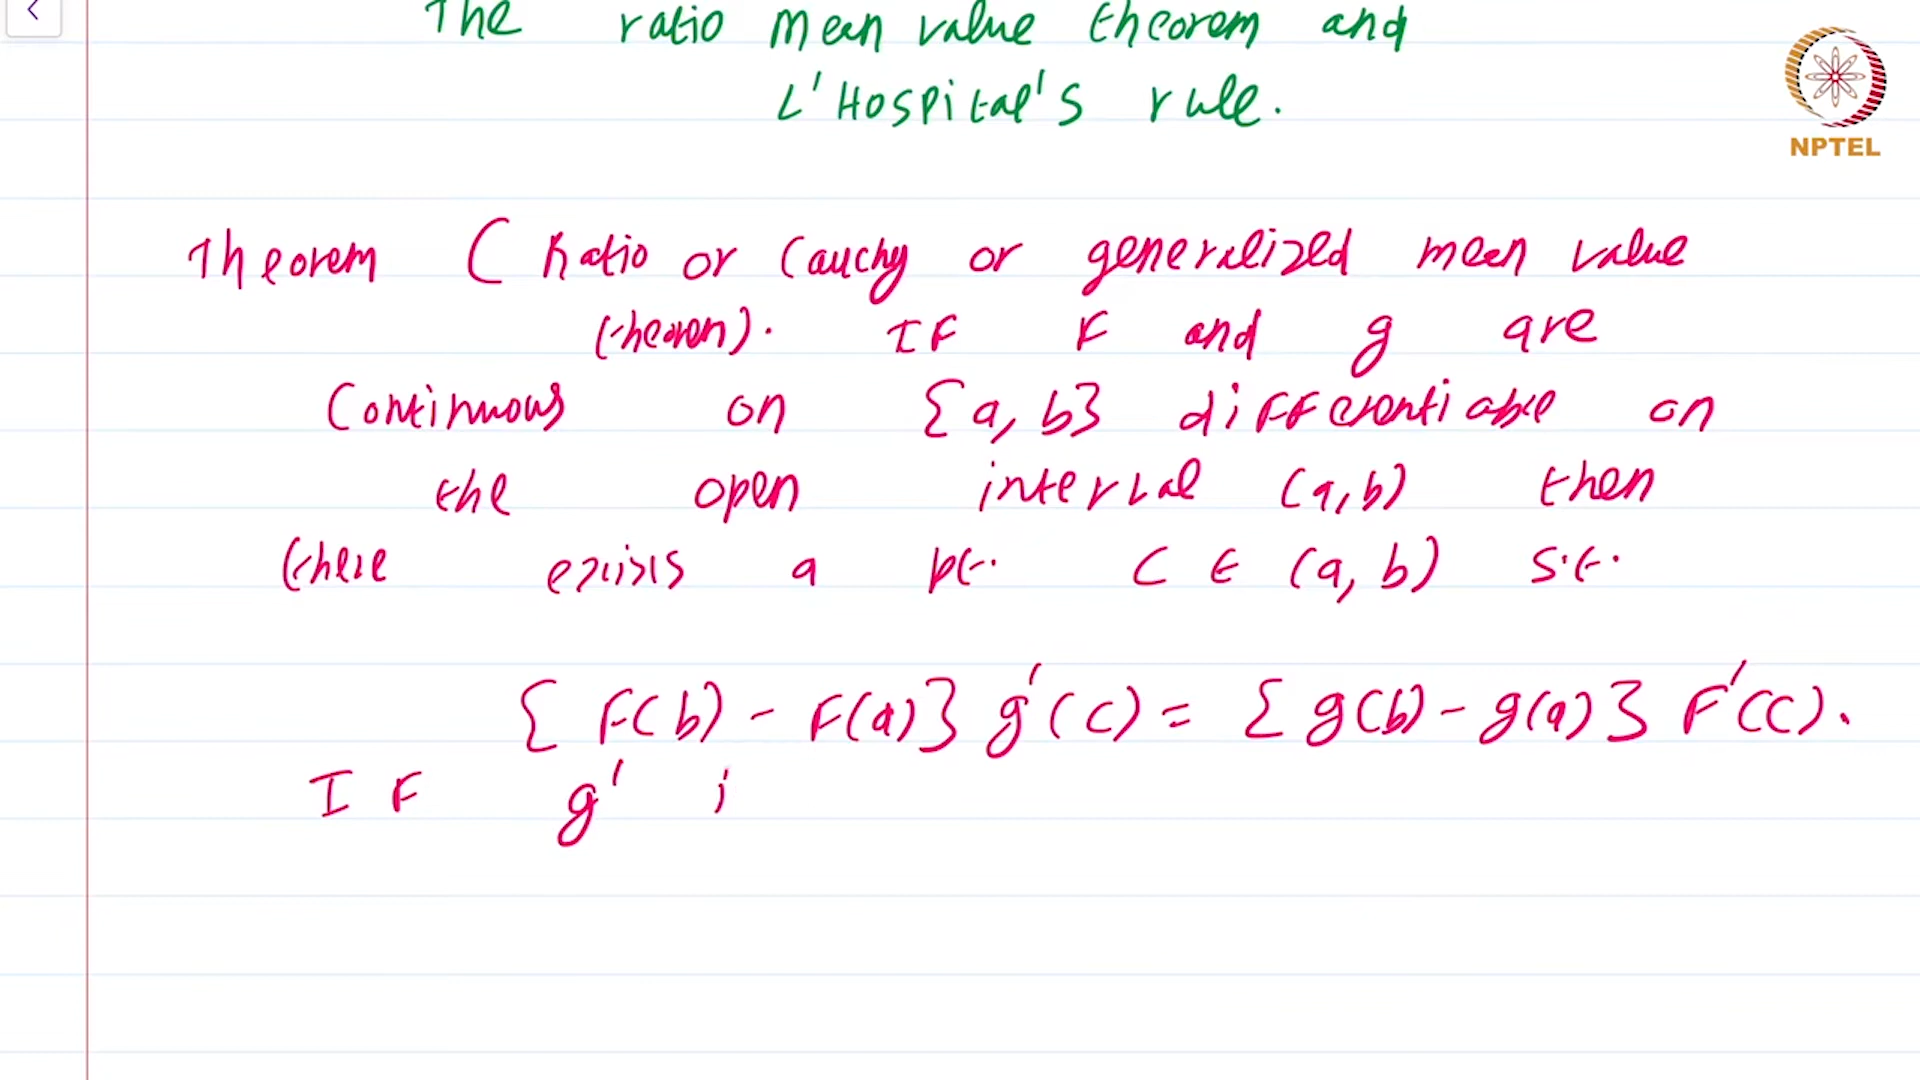 The ratio mean value theorem and
L'Hospital's rule.
NPTEL
Theorem (Ratio or Cauchy or generalized mean value
theorem). IF F and g are
Continuous on {a, b} differentiable on
the open interval (a,b) then
there exists a pt. C ∈ (a, b) s.t.
{F(b) - F(a)} g'(c) = {g(b) - g(a)} F'(c).
IF g' i